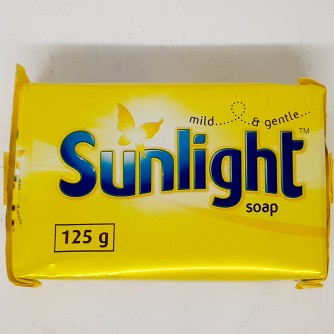 mild......& gentle...
Sunlight™
soap
125 g